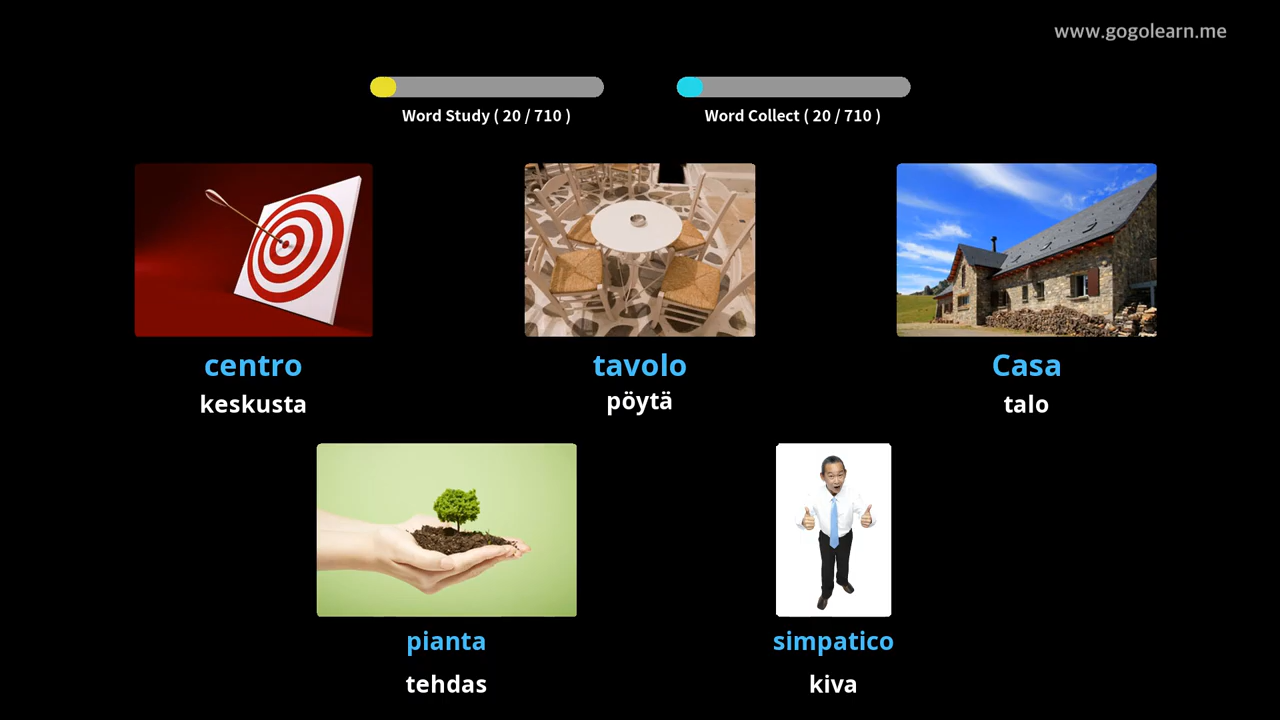 www.gogolearn.me
Word Study ( 20 / 710 )
Word Collect ( 20 / 710 )
centro
tavolo
Casa
keskusta
pöytä
talo
pianta
simpatico
tehdas
kiva